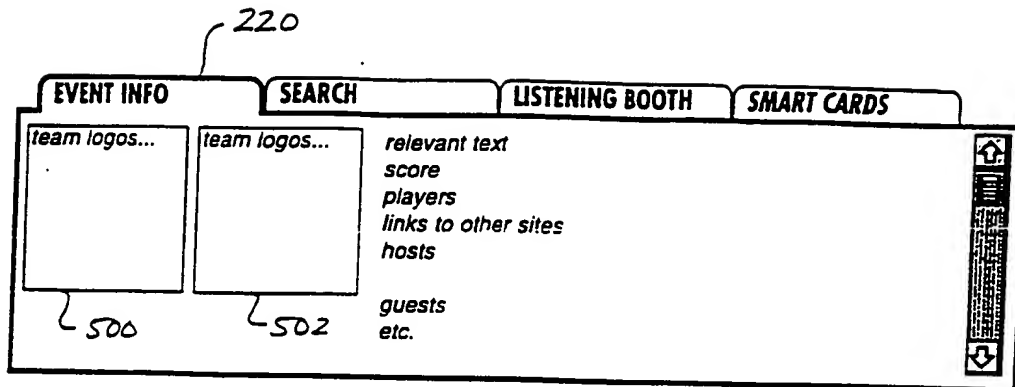 220
EVENT INFO SEARCH LISTENING BOOTH SMART CARDS
team logos... team logos... relevant text
score
players
links to other sites
hosts
guests
etc.
500 502